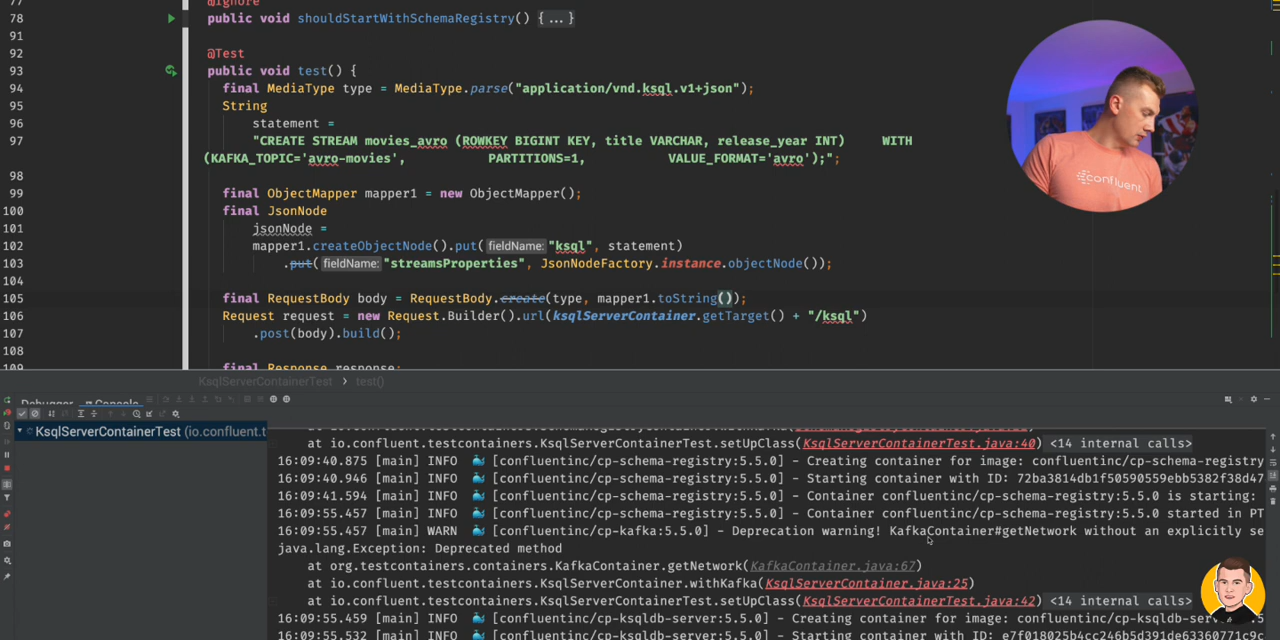 77 @Ignore
78 public void shouldStartWithSchemaRegistry() {...}
91
92 @Test
93 public void test() {
94 final MediaType type = MediaType.parse("application/vnd.ksql.v1+json");
95 String
96 statement =
97 "CREATE STREAM movies_avro (ROWKEY BIGINT KEY, title VARCHAR, release_year INT) WITH
(KAFKA_TOPIC='avro-movies', PARTITIONS=1, VALUE_FORMAT='avro');";
98
99 final ObjectMapper mapper1 = new ObjectMapper();
100 final JsonNode
101 jsonNode =
102 mapper1.createObjectNode().put( fieldName: "ksql", statement)
103 .put( fieldName: "streamsProperties", JsonNodeFactory.instance.objectNode());
104
105 final RequestBody body = RequestBody.create(type, mapper1.toString());
106 Request request = new Request.Builder().url(ksqlServerContainer.getTarget() + "/ksql")
107 .post(body).build();
108
109 final Response response;
confluent
KsqlServerContainerTest > test()
Debugger Console
KsqlServerContainerTest (io.confluent.t
at io.confluent.testcontainers.KsqlServerContainerTest.setUpClass(KsqlServerContainerTest.java:40) <14 internal calls>
16:09:40.875 [main] INFO 🐳 [confluentinc/cp-schema-registry:5.5.0] - Creating container for image: confluentinc/cp-schema-registry
16:09:40.946 [main] INFO 🐳 [confluentinc/cp-schema-registry:5.5.0] - Starting container with ID: 72ba3814db1f50590559ebb5382f38d47
16:09:41.594 [main] INFO 🐳 [confluentinc/cp-schema-registry:5.5.0] - Container confluentinc/cp-schema-registry:5.5.0 is starting:
16:09:55.457 [main] INFO 🐳 [confluentinc/cp-schema-registry:5.5.0] - Container confluentinc/cp-schema-registry:5.5.0 started in PT
16:09:55.457 [main] WARN 🐳 [confluentinc/cp-kafka:5.5.0] - Deprecation warning! KafkaContainer#getNetwork without an explicitly se
java.lang.Exception: Deprecated method
at org.testcontainers.containers.KafkaContainer.getNetwork(KafkaContainer.java:67)
at io.confluent.testcontainers.KsqlServerContainer.withKafka(KsqlServerContainer.java:25)
at io.confluent.testcontainers.KsqlServerContainerTest.setUpClass(KsqlServerContainerTest.java:42) <14 internal calls>
16:09:55.459 [main] INFO 🐳 [confluentinc/cp-ksqldb-server:5.5.0] - Creating container for image: confluentinc/cp-ksqldb-server:5.5
16:09:55.532 [main] INFO 🐳 [confluentinc/cp-ksqldb-server:5.5.0] - Starting container with ID: